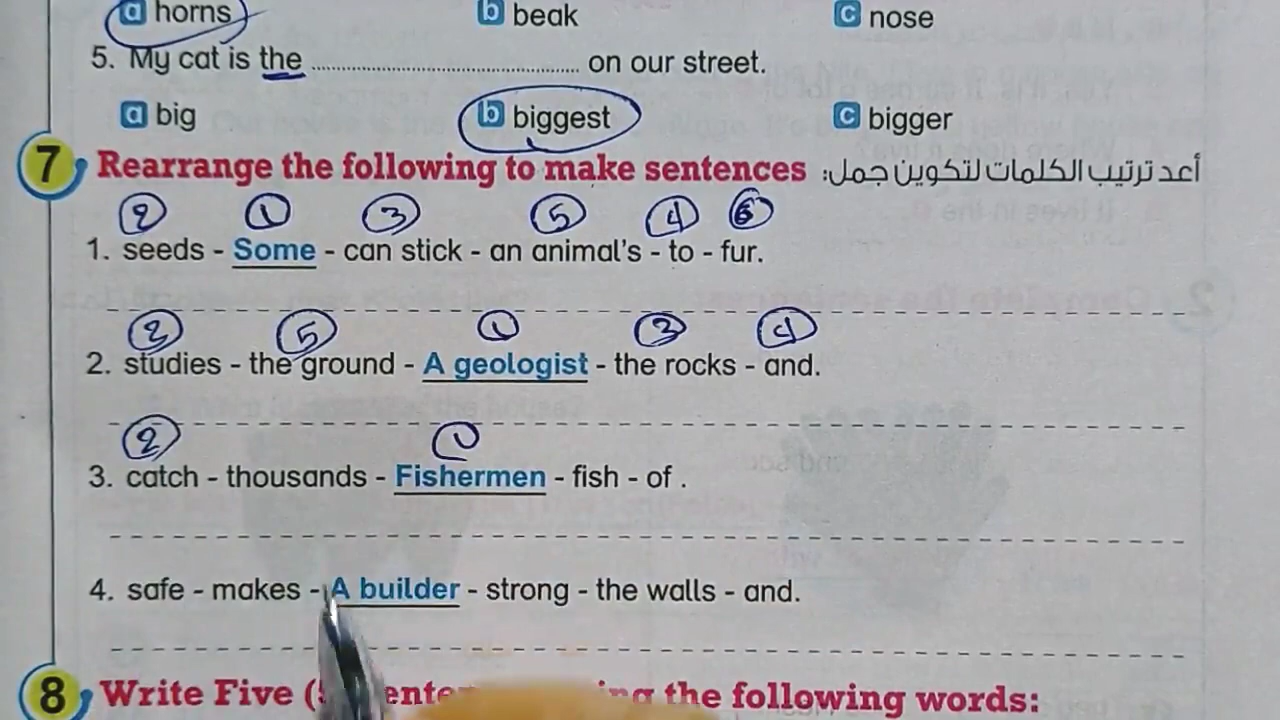 a horns b beak c nose
5. My cat is the ........................................ on our street.
a big b biggest c bigger
7 Rearrange the following to make sentences أعد ترتيب الكلمات لتكوين جمل:
2 1 3 5 4 6
1. seeds - Some - can stick - an animal's - to - fur.
2 5 1 3 4
2. studies - the ground - A geologist - the rocks - and.
2 1
3. catch - thousands - Fishermen - fish - of .
4. safe - makes - A builder - strong - the walls - and.
8 Write Five ( the following words: